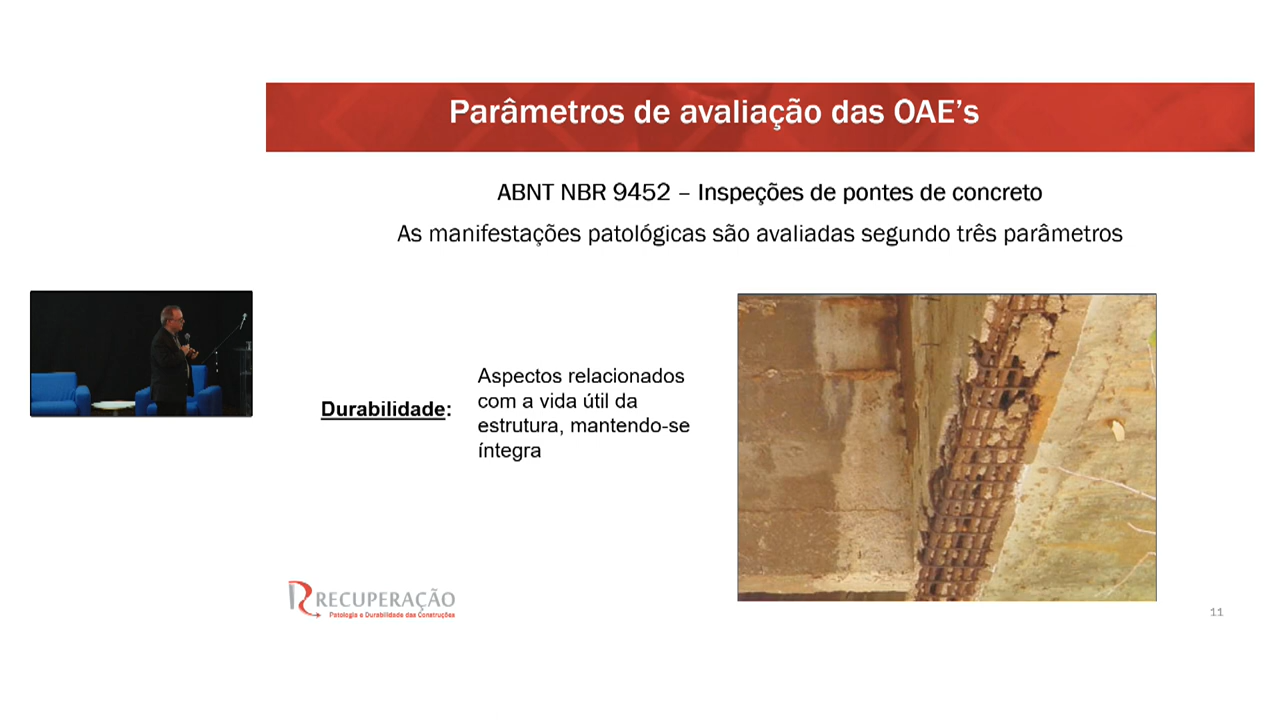 Parâmetros de avaliação das OAE’s
ABNT NBR 9452 – Inspeções de pontes de concreto
As manifestações patológicas são avaliadas segundo três parâmetros
Durabilidade:
Aspectos relacionados
com a vida útil da
estrutura, mantendo-se
íntegra
RECUPERAÇÃO
Patologia e Durabilidade das Construções
11